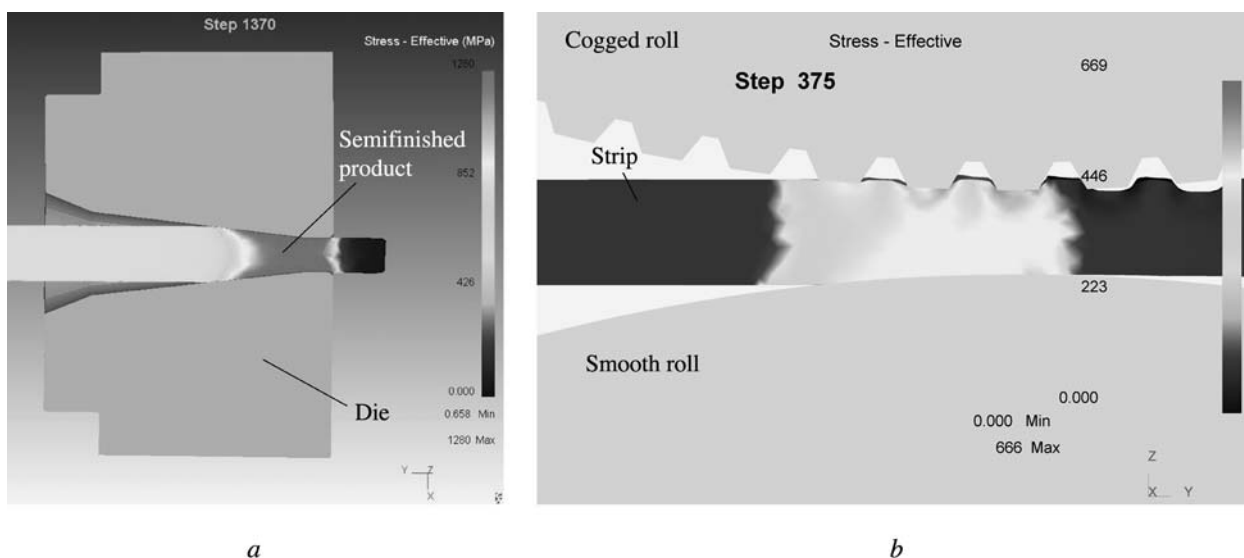 Step 1370
Stress - Effective (MPa)
1280
Semifinished
product
852
426
Die
0.000
0.658 Min
1280 Max
Y Z
X
a
Cogged roll
Stress - Effective
669
Step 375
Strip
446
223
Smooth roll
0.000
0.000 Min
666 Max
Z
X Y
b